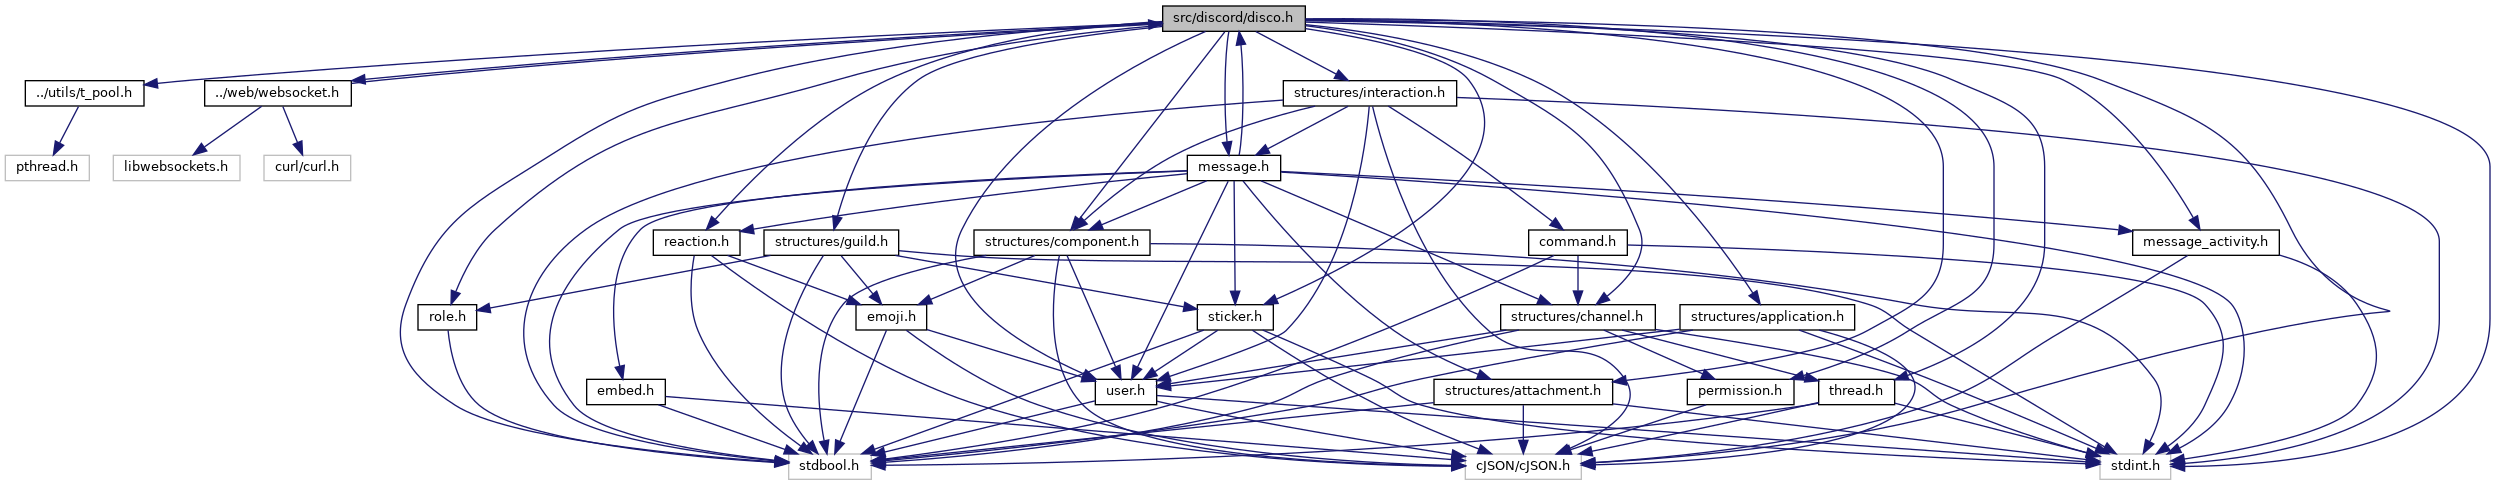 src/discord/disco.h
../utils/t_pool.h
../web/websocket.h
structures/interaction.h
pthread.h
libwebsockets.h
curl/curl.h
message.h
reaction.h
structures/guild.h
structures/component.h
command.h
message_activity.h
role.h
emoji.h
sticker.h
structures/channel.h
structures/application.h
embed.h
user.h
structures/attachment.h
permission.h
thread.h
stdbool.h
cJSON/cJSON.h
stdint.h